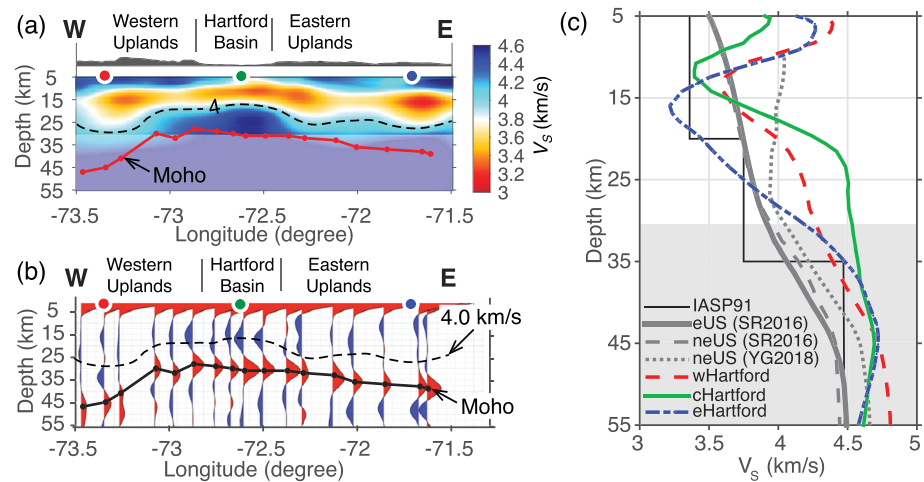 (a)
W
Western
Uplands
Hartford
Basin
Eastern
Uplands
E
Depth (km)
5
15
25
35
45
55
4
Moho
-73.5
-73
-72.5
-72
-71.5
Longitude (degree)
4.6
4.4
4.2
4
3.8
3.6
3.4
3.2
3
VS (km/s)
(b)
W
Western
Uplands
Hartford
Basin
Eastern
Uplands
E
Depth (km)
5
15
25
35
45
55
4.0 km/s
Moho
-73.5
-73
-72.5
-72
-71.5
Longitude (degree)
(c)
Depth (km)
5
15
25
35
45
55
IASP91
eUS (SR2016)
neUS (SR2016)
neUS (YG2018)
wHartford
cHartford
eHartford
3
3.5
4
4.5
5
VS (km/s)